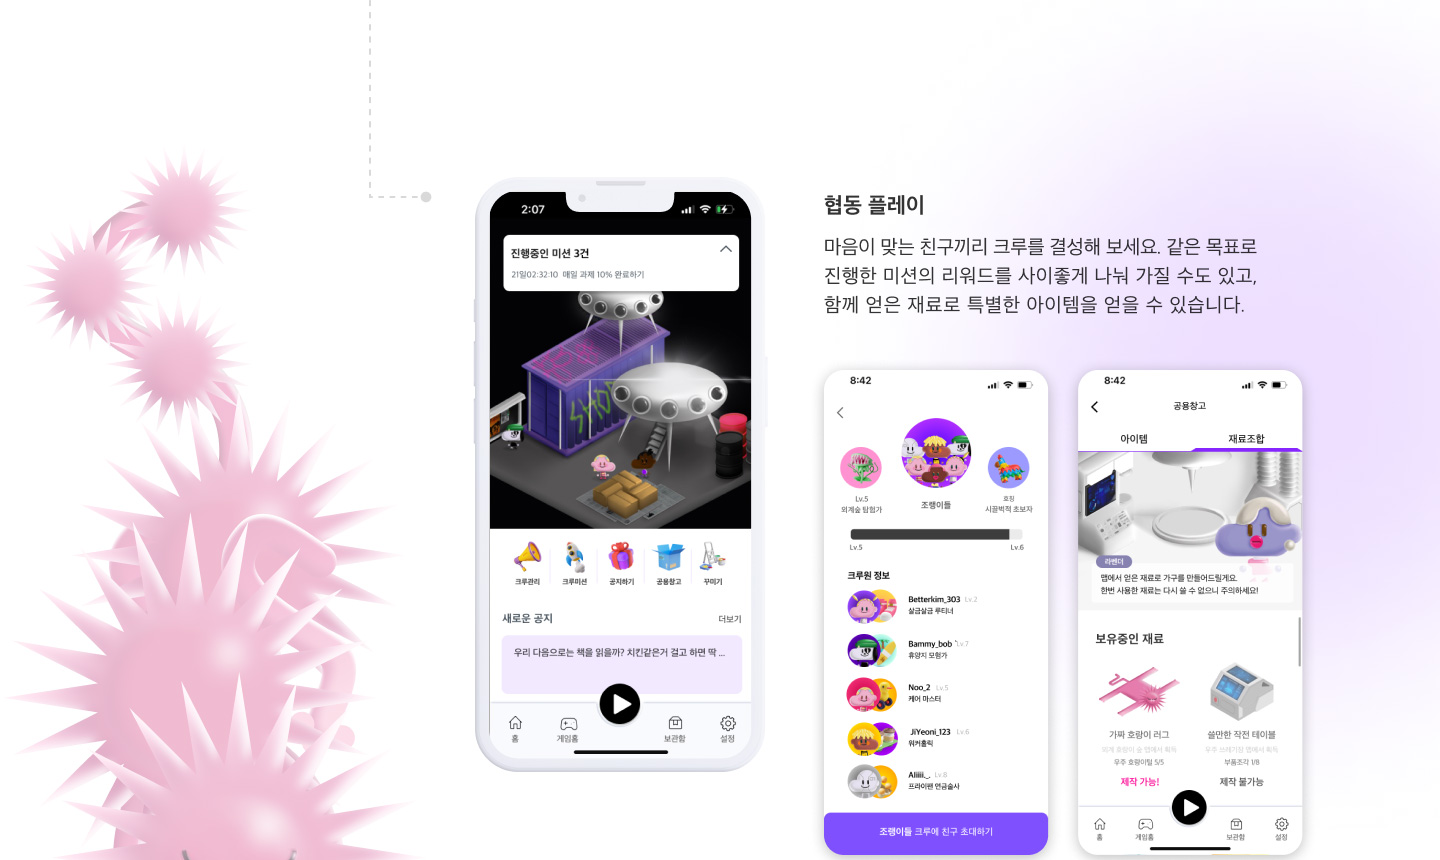 협동 플레이
마음이 맞는 친구끼리 크루를 결성해 보세요. 같은 목표로
진행한 미션의 리워드를 사이좋게 나눠 가질 수도 있고,
함께 얻은 재료로 특별한 아이템을 얻을 수 있습니다.
2:07
진행중인 미션 3건
21일02:32:10 매일 과제 10% 완료하기
SHOP
크루관리
크루미션
공지하기
공용창고
꾸미기
새로운 공지
더보기
우리 다음으로는 책을 읽을까? 치킨같은거 걸고 하면 딱 ...
홈
게임홈
보관함
설정
8:42
Lv.5
외계숲 탐험가
조랭이들
호칭
시끌벅적 초보자
Lv.5
Lv.6
크루원 정보
Betterkim_303 Lv.2
살금살금 루티너
Bammy_bob Lv.7
휴양지 모험가
Noo_2 Lv.5
케어 마스터
JiYeoni_123 Lv.6
워커홀릭
Aliiii._. Lv.8
프라이팬 연금술사
조랭이들 크루에 친구 초대하기
8:42
공용창고
아이템
재료조합
라벤더
맵에서 얻은 재료로 가구를 만들어드릴게요.
한번 사용한 재료는 다시 쓸 수 없으니 주의하세요!
보유중인 재료
가짜 호랑이 러그
외계 호랑이 숲 맵에서 획득
우주 호랑이털 5/5
제작 가능!
쓸만한 작전 테이블
우주 쓰레기장 맵에서 획득
부품조각 1/8
제작 불가능
홈
게임홈
보관함
설정